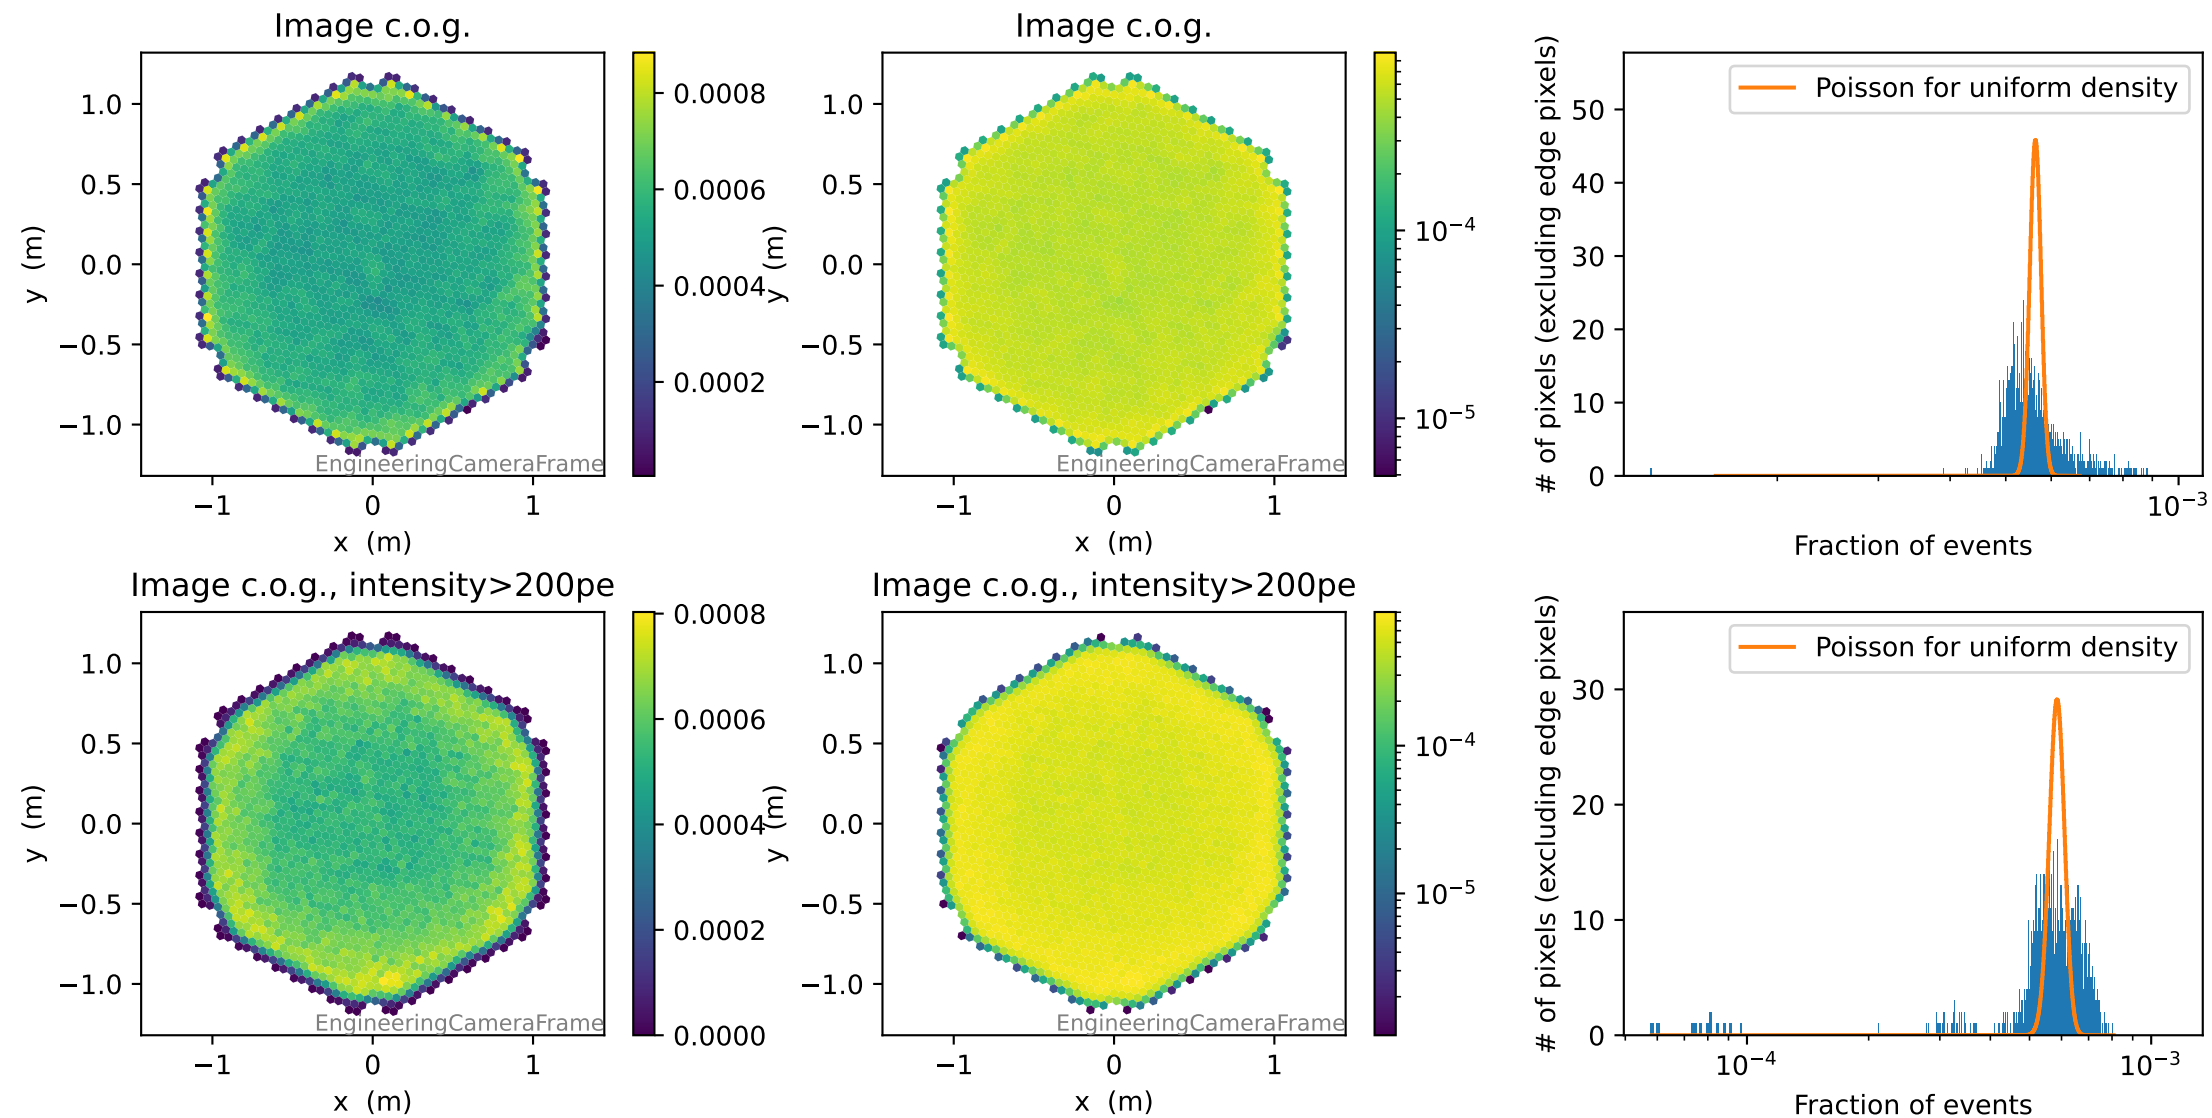 Image c.o.g.
1.0
0.5
0.0
−0.5
−1.0
y (m)
−1
0
1
x (m)
EngineeringCameraFrame
0.0008
0.0006
0.0004
0.0002
Image c.o.g.
1.0
0.5
0.0
−0.5
−1.0
y (m)
−1
0
1
x (m)
EngineeringCameraFrame
10⁻⁴
10⁻⁵
# of pixels (excluding edge pixels)
50
40
30
20
10
0
Poisson for uniform density
10⁻³
Fraction of events
Image c.o.g., intensity>200pe
1.0
0.5
0.0
−0.5
−1.0
y (m)
−1
0
1
x (m)
EngineeringCameraFrame
0.0008
0.0006
0.0004
0.0002
0.0000
Image c.o.g., intensity>200pe
1.0
0.5
0.0
−0.5
−1.0
y (m)
−1
0
1
x (m)
EngineeringCameraFrame
10⁻⁴
10⁻⁵
# of pixels (excluding edge pixels)
30
20
10
0
Poisson for uniform density
10⁻⁴
10⁻³
Fraction of events